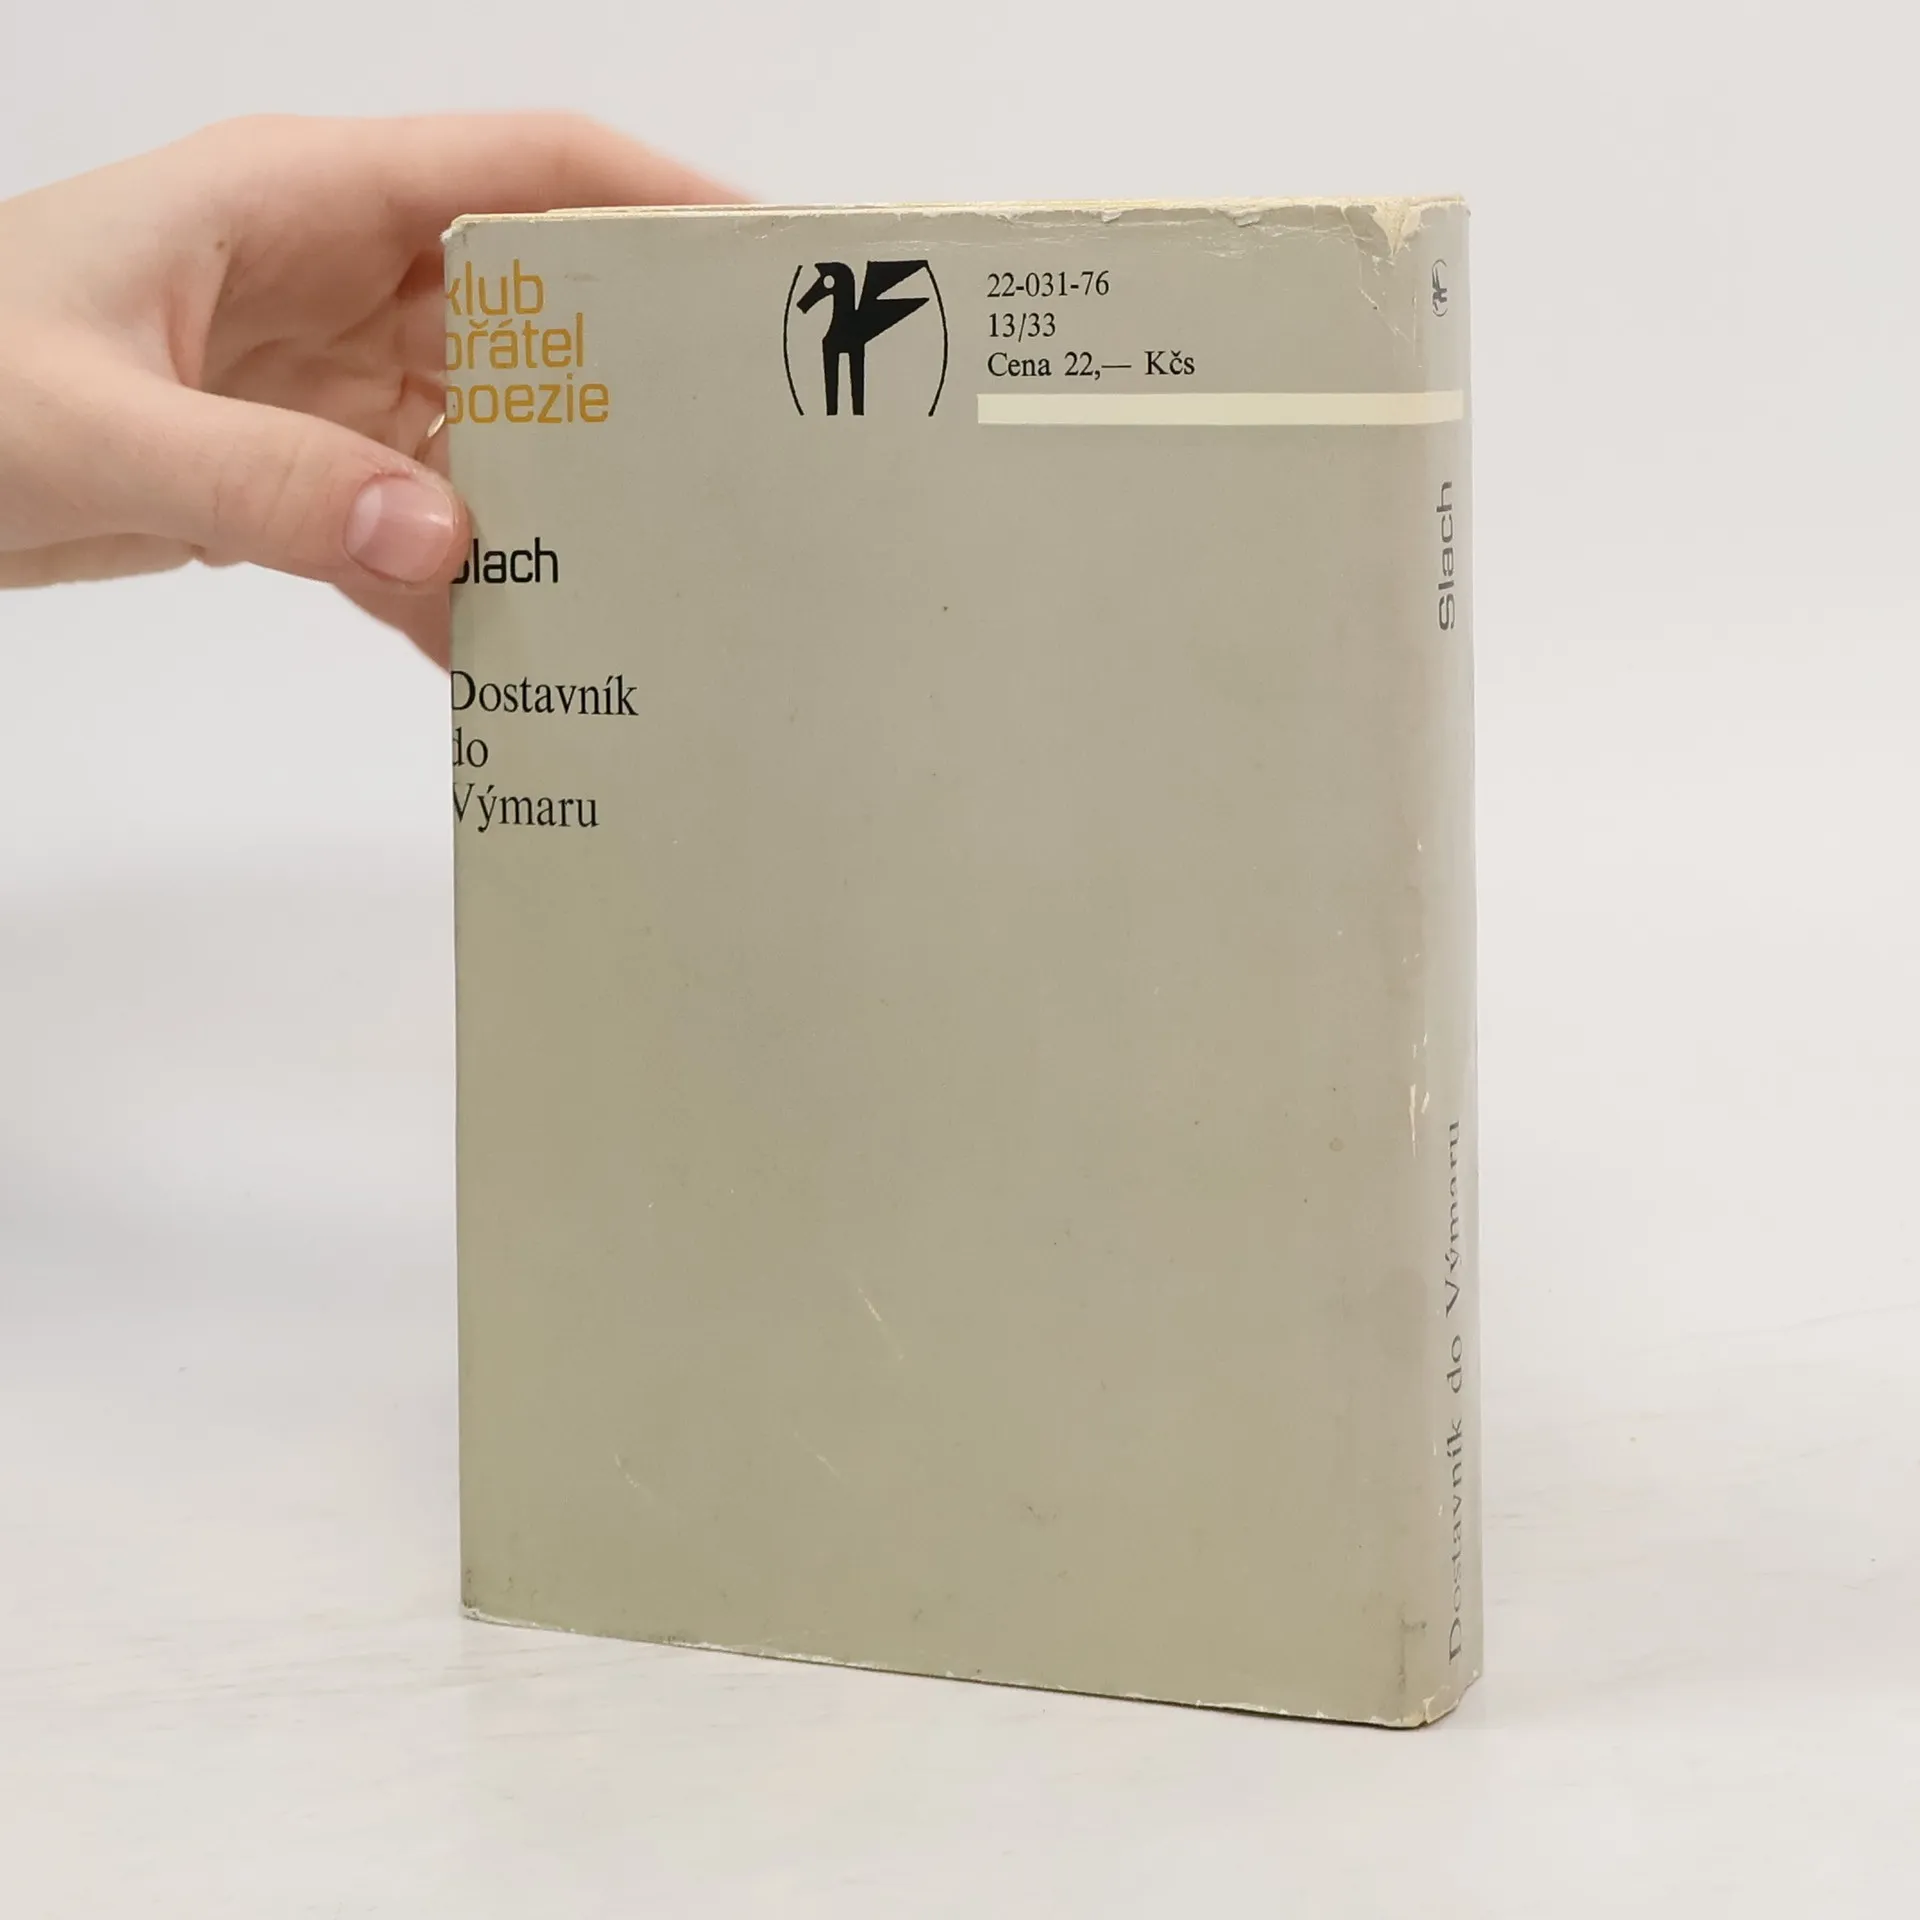 klub
přátel
poezie
22-031-76
13/33
Cena 22,— Kčs
Slach
Dostavník
do
Výmaru
Slach
Dostavník do Výmaru